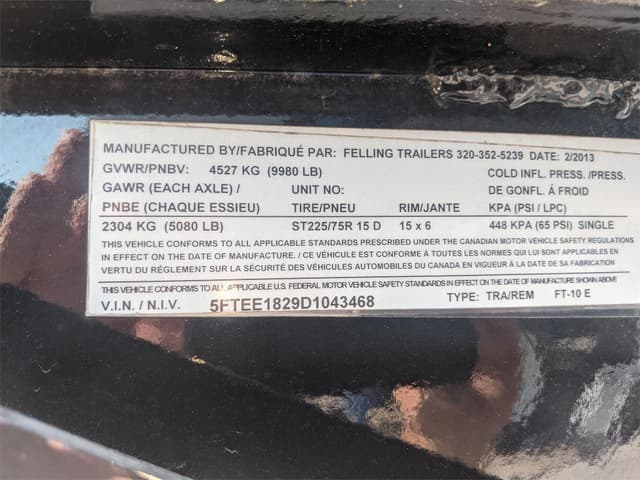 MANUFACTURED BY/FABRIQUÉ PAR: FELLING TRAILERS 320-352-5239 DATE: 2/2013
GVWR/PNBV: 4527 KG (9980 LB) COLD INFL. PRESS./PRESS.
GAWR (EACH AXLE) / UNIT NO: DE GONFL. Á FROID
PNBE (CHAQUE ESSIEU) TIRE/PNEU RIM/JANTE KPA (PSI / LPC)
2304 KG (5080 LB) ST225/75R 15 D 15 x 6 448 KPA (65 PSI) SINGLE
THIS VEHICLE CONFORMS TO ALL APPLICABLE STANDARDS PRESCRIBED UNDER THE CANADIAN MOTOR VEHICLE SAFETY REGULATIONS
IN EFFECT ON THE DATE OF MANUFACTURE. / CE VÉHICULE EST CONFORME À TOUTES LES NORMES QUI LUI SONT APPLICABLES EN
VERTU DU RÉGLEMENT SUR LA SÉCURITÉ DES VÉHICULES AUTOMOBILES DU CANADA EN VIGUEUR À LA DATE DE SA FABRICATION.
THIS VEHICLE CONFORMS TO ALL APPLICABLE U.S. FEDERAL MOTOR VEHICLE SAFETY STANDARDS IN EFFECT ON THE DATE OF MANUFACTURE SHOWN ABOVE
V.I.N. / N.I.V. 5FTEE1829D1043468 TYPE: TRA/REM FT-10 E